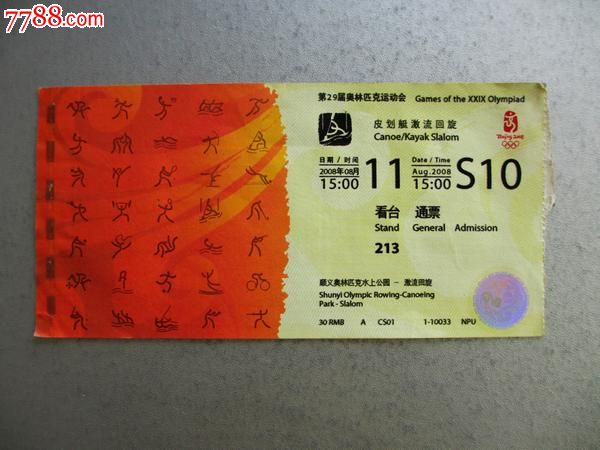 7788.com
第29届奥林匹克运动会 Games of the XXIX Olympiad
皮划艇激流回旋
Canoe/Kayak Slalom
Beijing 2008
日期 / 时间 Date / Time
2008年08月 11 Aug.2008 S10
15:00 15:00
看台 通票
Stand General Admission
213
顺义奥林匹克水上公园 - 激流回旋
Shunyi Olympic Rowing-Canoeing
Park - Slalom
30 RMB A CS01 1-10033 NPU